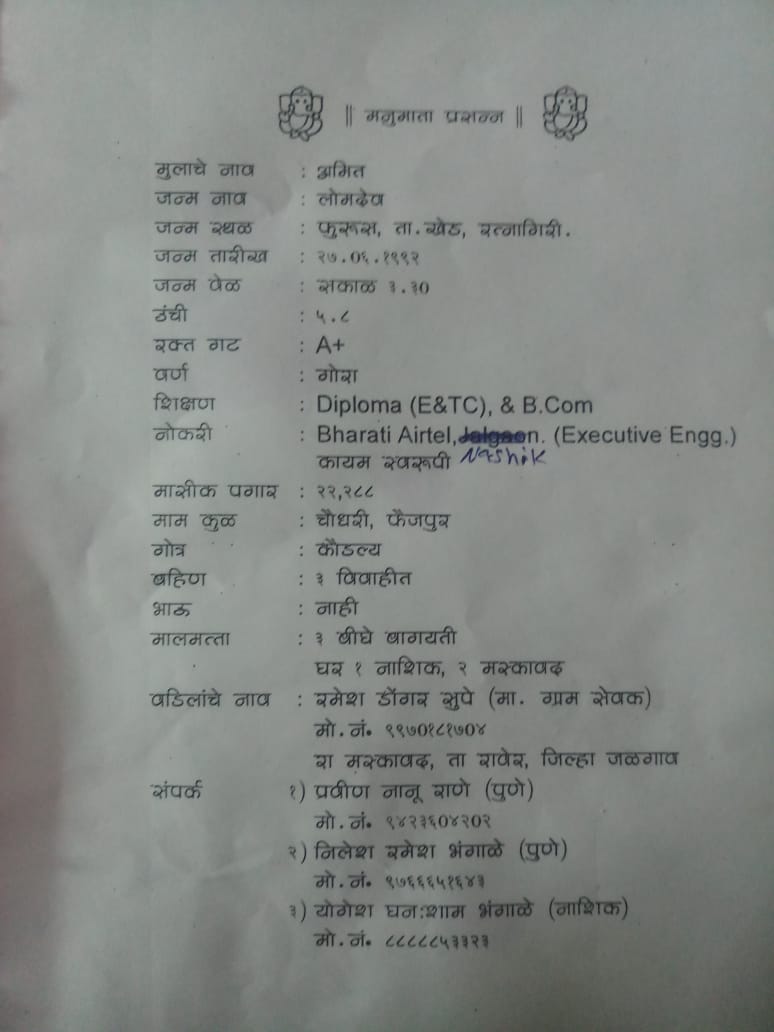 || मनुमाता प्रसन्न ||
मुलाचे नाव : अमित
जन्म नाव : लोमदेव
जन्म स्थळ : फुरुस, ता.खेड, रत्नागिरी.
जन्म तारीख : २७.०६.१९९२
जन्म वेळ : सकाळ ३.३०
उंची : ५.८
रक्त गट : A+
वर्ण : गोरा
शिक्षण : Diploma (E&TC), & B.Com
नोकरी : Bharati Airtel, Jalgaon. (Executive Engg.)
कायम स्वरूपी Nashik
मासीक पगार : २२,२८८
माम कुळ : चौधरी, फैजपुर
गोत्र : कौडल्य
बहिण : ३ विवाहीत
भाऊ : नाही
मालमत्ता : ३ बीघे बागयती
घर १ नाशिक, २ मस्कावद
वडिलांचे नाव : रमेश डोंगर सुपे (मा. ग्राम सेवक)
मो.नं. ९९७०१८१७०४
रा मस्कावद, ता रावेर, जिल्हा जळगाव
संपर्क १) प्रवीण नानू राणे (पुणे)
मो.नं. ९४२३६०४२०२
२) निलेश रमेश भंगाळे (पुणे)
मो.नं. ९७६६६५१६४३
३) योगेश घन:शाम भंगाळे (नाशिक)
मो.नं. ८८८८८५३३२३